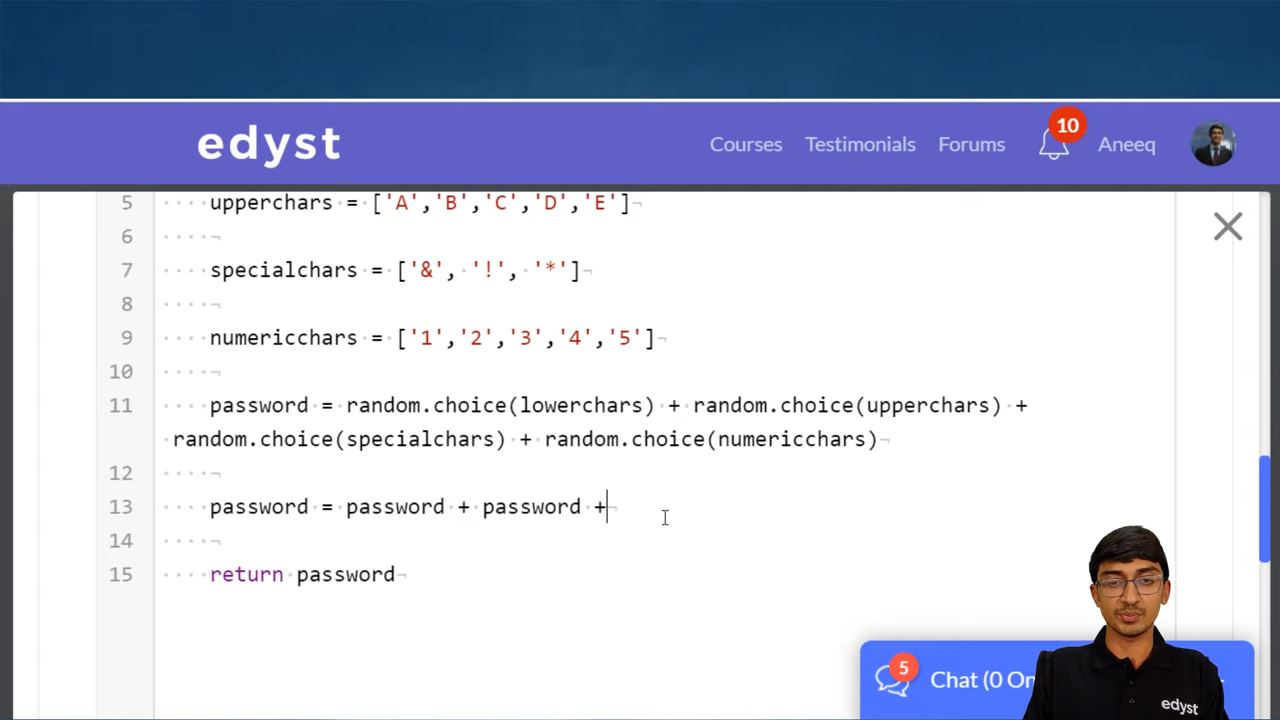 edyst
Courses Testimonials Forums 10 Aneeq
5 upperchars = ['A','B','C','D','E']
6
7 specialchars = ['&', '!', '*']
8
9 numericchars = ['1','2','3','4','5']
10
11 password = random.choice(lowerchars) + random.choice(upperchars) +
random.choice(specialchars) + random.choice(numericchars)
12
13 password = password + password +
14
15 return password
5 Chat (0 On
edyst